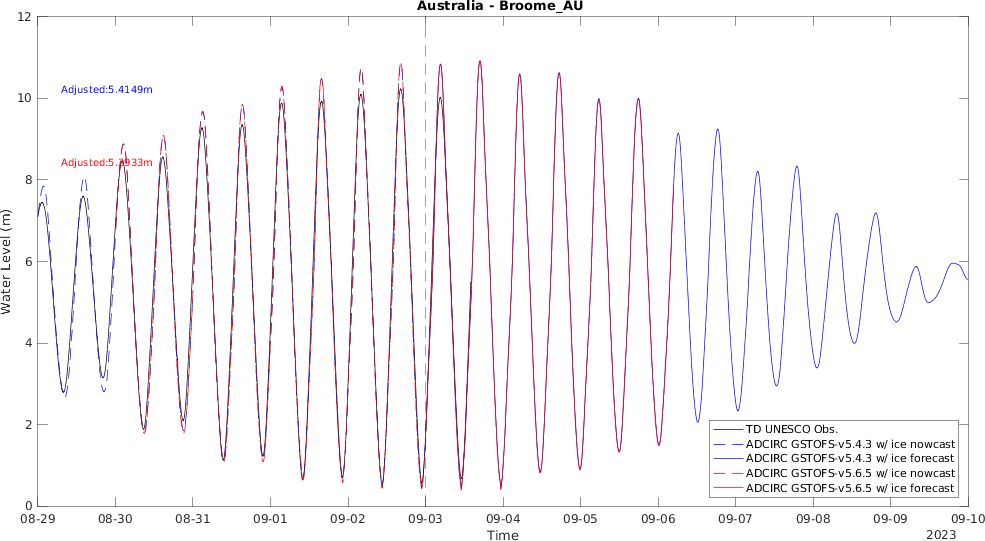 Australia - Broome_AU
12
10
8
6
4
2
0
Water Level (m)
Adjusted:5.4149m
Adjusted:5.3933m
TD UNESCO Obs.
ADCIRC GSTOFS-v5.4.3 w/ ice nowcast
ADCIRC GSTOFS-v5.4.3 w/ ice forecast
ADCIRC GSTOFS-v5.6.5 w/ ice nowcast
ADCIRC GSTOFS-v5.6.5 w/ ice forecast
08-29 08-30 08-31 09-01 09-02 09-03 09-04 09-05 09-06 09-07 09-08 09-09 09-10
Time
2023